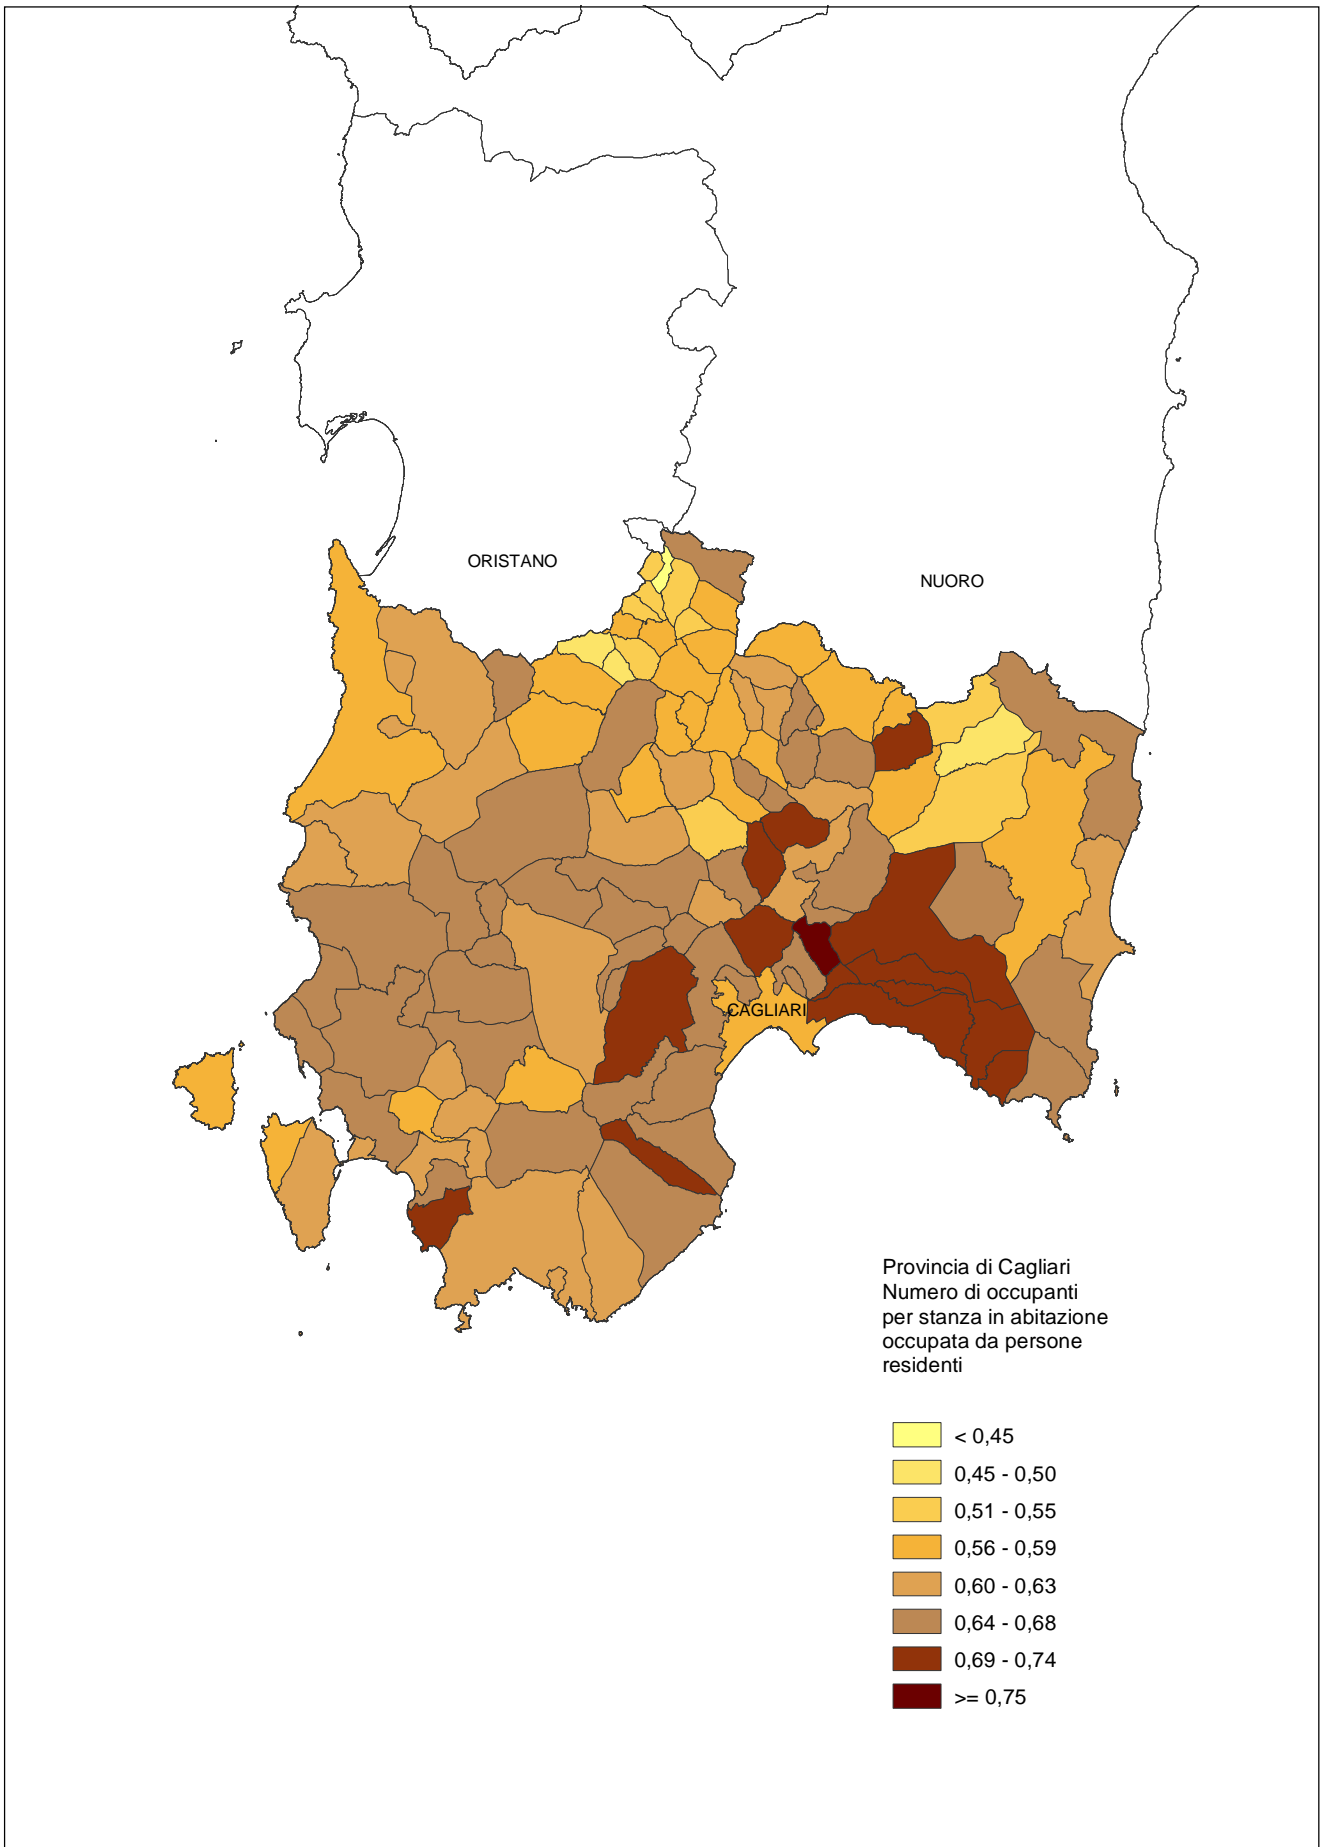 ORISTANO
NUORO
CAGLIARI
Provincia di Cagliari
Numero di occupanti
per stanza in abitazione
occupata da persone
residenti
< 0,45
0,45 - 0,50
0,51 - 0,55
0,56 - 0,59
0,60 - 0,63
0,64 - 0,68
0,69 - 0,74
>= 0,75